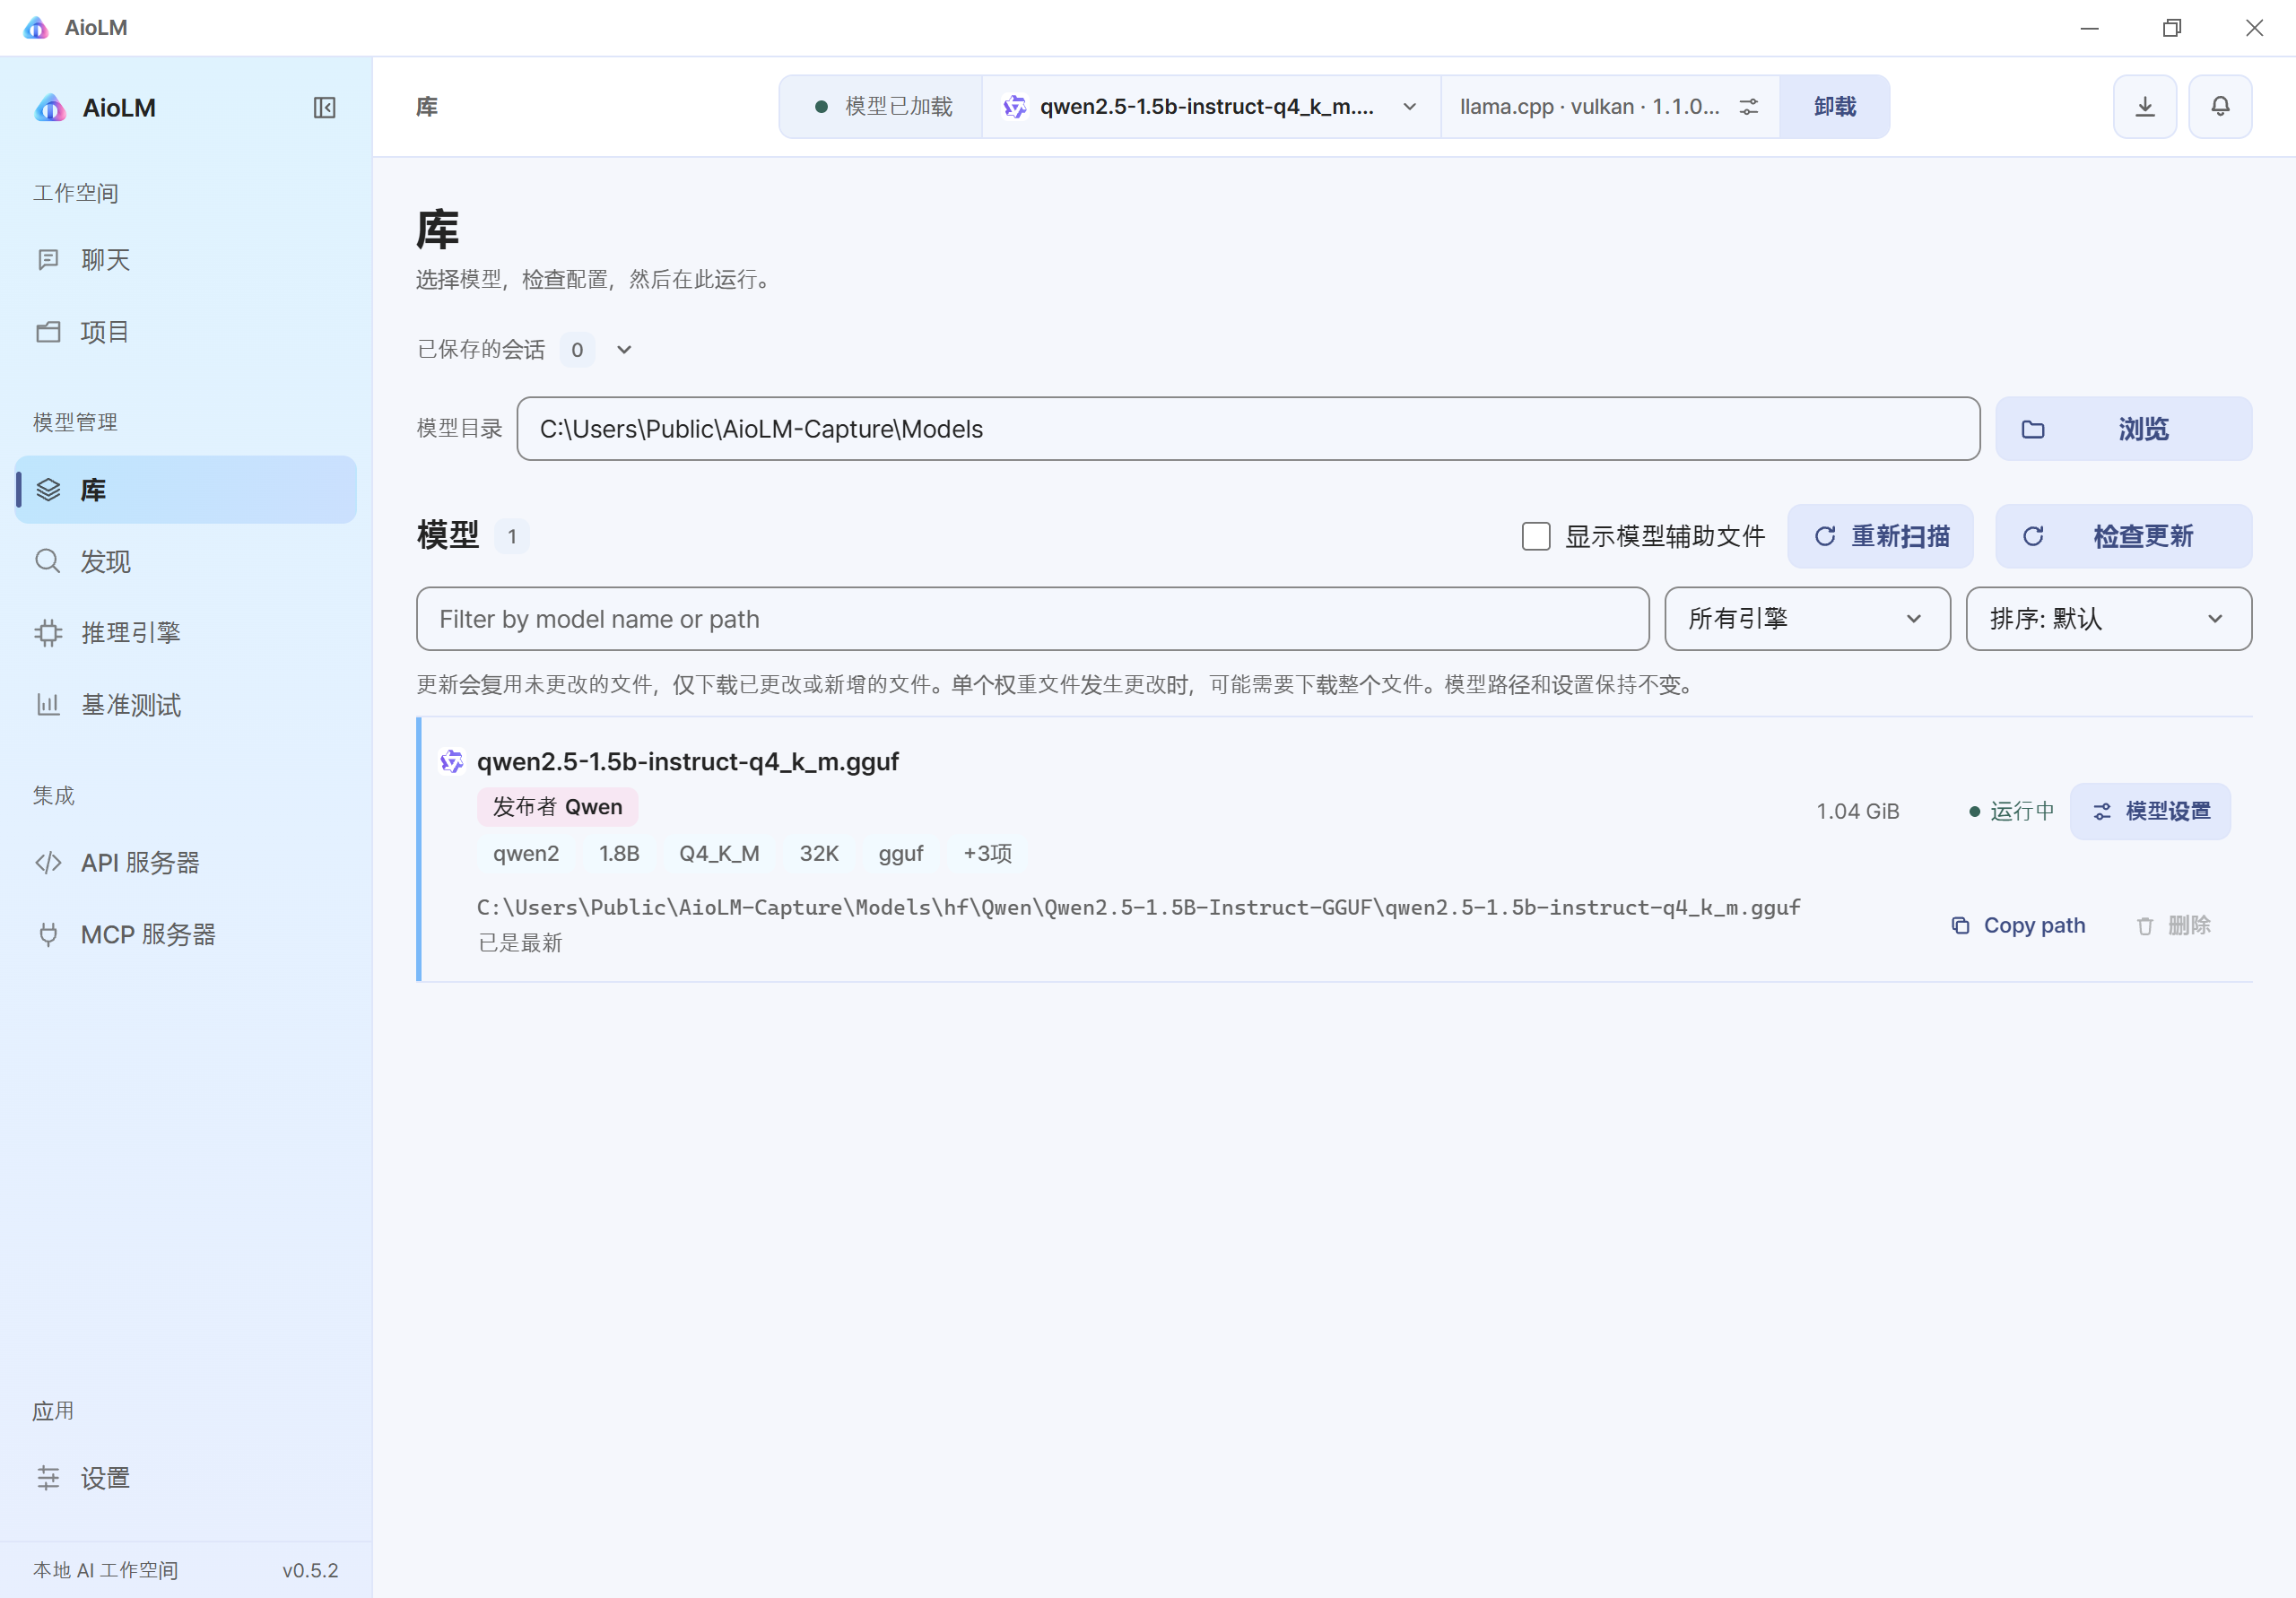 AioLM
AioLM
工作空间
聊天
项目
模型管理
库
发现
推理引擎
基准测试
集成
API 服务器
MCP 服务器
应用
设置
本地 AI 工作空间 v0.5.2
库
模型已加载 qwen2.5-1.5b-instruct-q4_k_m.... llama.cpp · vulkan · 1.1.0... 卸载
库
选择模型，检查配置，然后在此运行。
已保存的会话 0
模型目录 C:\Users\Public\AioLM-Capture\Models 浏览
模型 1 显示模型辅助文件 重新扫描 检查更新
Filter by model name or path 所有引擎 排序: 默认
更新会复用未更改的文件，仅下载已更改或新增的文件。单个权重文件发生更改时，可能需要下载整个文件。模型路径和设置保持不变。
qwen2.5-1.5b-instruct-q4_k_m.gguf
发布者 Qwen 1.04 GiB 运行中 模型设置
qwen2 1.8B Q4_K_M 32K gguf +3项
C:\Users\Public\AioLM-Capture\Models\hf\Qwen\Qwen2.5-1.5B-Instruct-GGUF\qwen2.5-1.5b-instruct-q4_k_m.gguf
已是最新 Copy path 删除